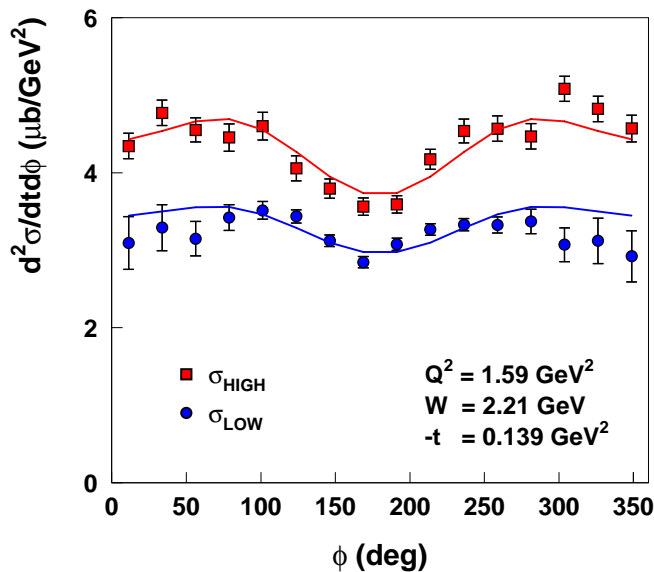 6
4
2
0
d²σ/dtdϕ (μb/GeV²)
σHIGH
σLOW
Q² = 1.59 GeV²
W = 2.21 GeV
-t = 0.139 GeV²
0 50 100 150 200 250 300 350
ϕ (deg)